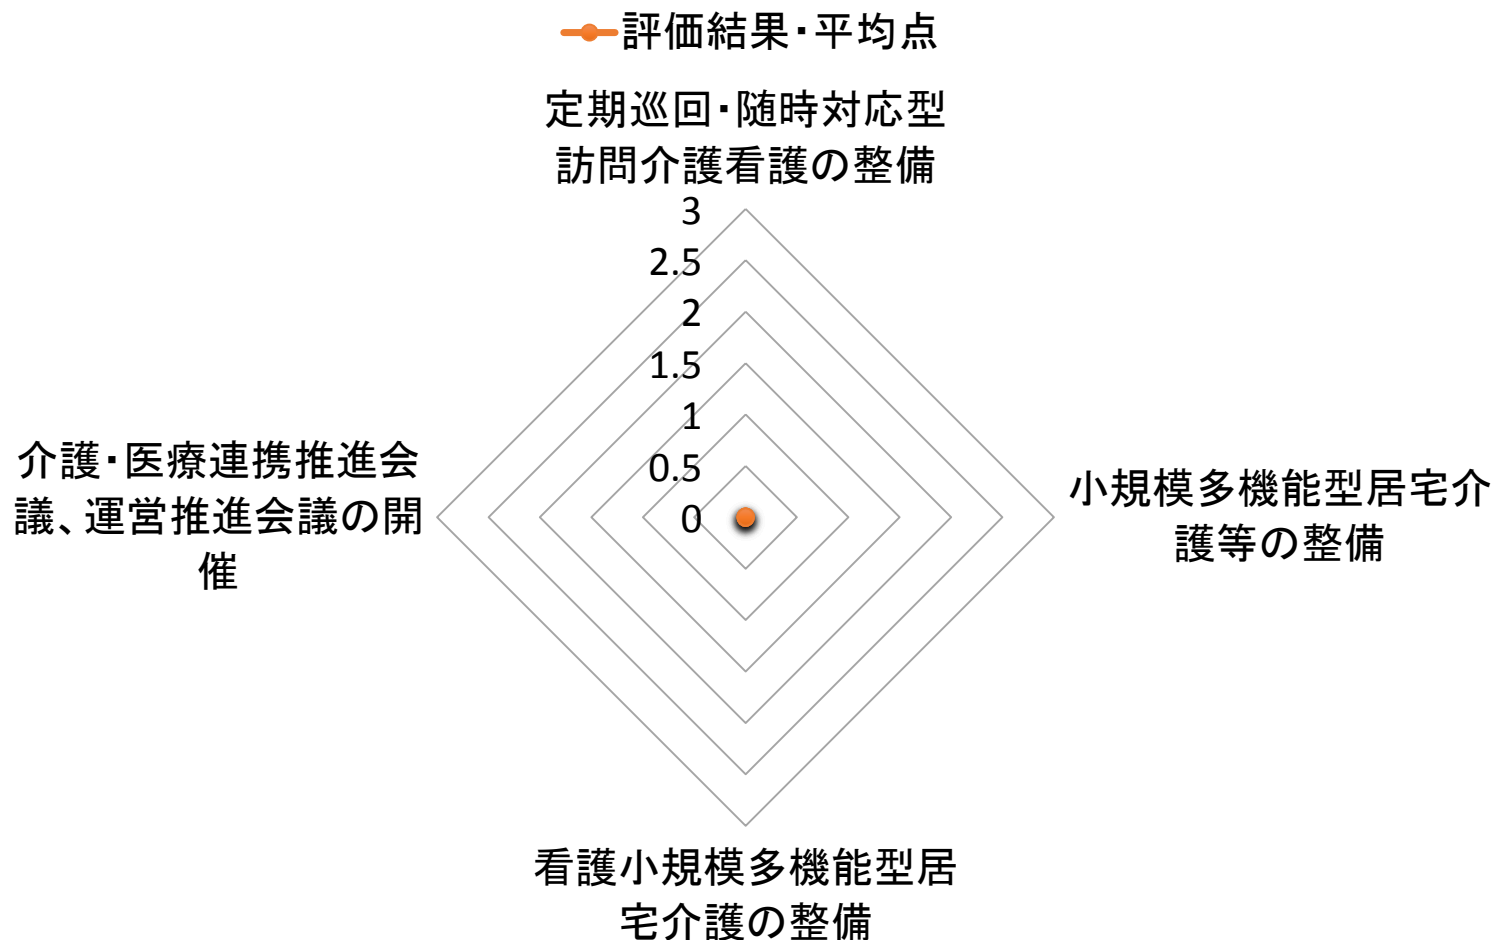 評価結果・平均点
定期巡回・随時対応型
訪問介護看護の整備
3
2.5
2
1.5
1
0.5
0
介護・医療連携推進会
議、運営推進会議の開
催
小規模多機能型居宅介
護等の整備
看護小規模多機能型居
宅介護の整備